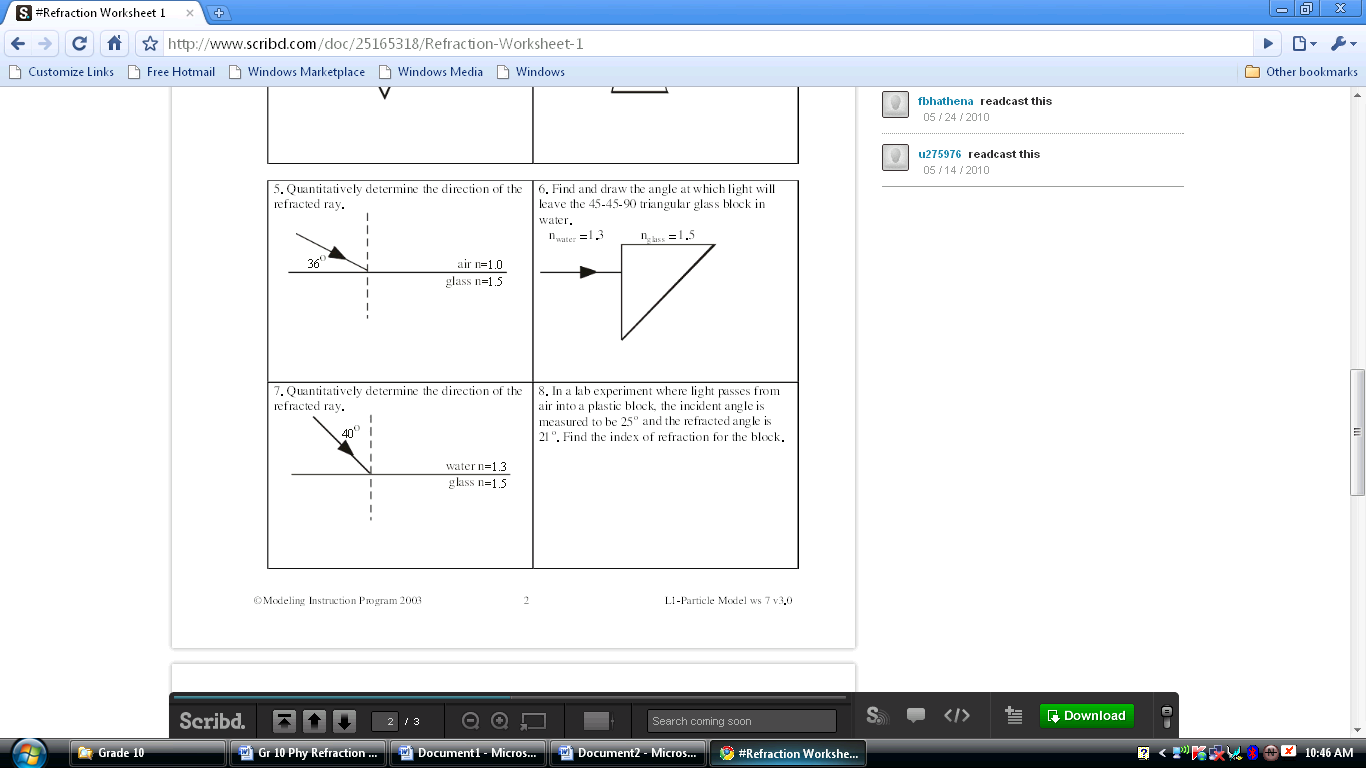 #Refraction Worksheet 1
http://www.scribd.com/doc/25165318/Refraction-Worksheet-1
Customize Links
Free Hotmail
Windows Marketplace
Windows Media
Windows
Other bookmarks
fbhathena readcast this
05 / 24 / 2010
u275976 readcast this
05 / 14 / 2010
5. Quantitatively determine the direction of the
refracted ray.
36°
air n=1.0
glass n=1.5
6. Find and draw the angle at which light will
leave the 45-45-90 triangular glass block in
water.
nwater =1.3 nglass =1.5
7. Quantitatively determine the direction of the
refracted ray.
40°
water n=1.3
glass n=1.5
8. In a lab experiment where light passes from
air into a plastic block, the incident angle is
measured to be 25° and the refracted angle is
21°. Find the index of refraction for the block.
©Modeling Instruction Program 2003 2 L1-Particle Model ws 7 v3.0
Scribd.
2 / 3
Search coming soon
Download
Grade 10
Gr 10 Phy Refraction ...
Document1 - Micros...
Document2 - Micros...
#Refraction Workshe...
10:46 AM